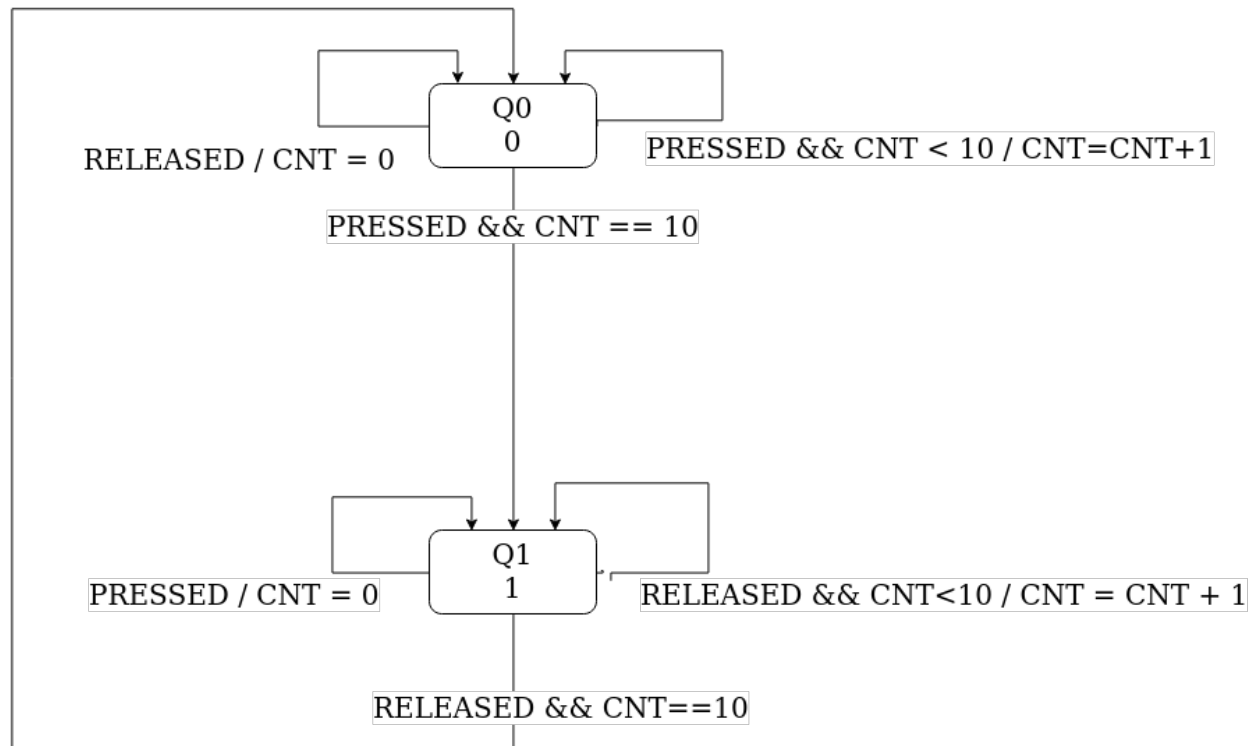 Q0
0
RELEASED / CNT = 0
PRESSED && CNT < 10 / CNT=CNT+1
PRESSED && CNT == 10
Q1
1
PRESSED / CNT = 0
RELEASED && CNT<10 / CNT = CNT + 1
RELEASED && CNT==10